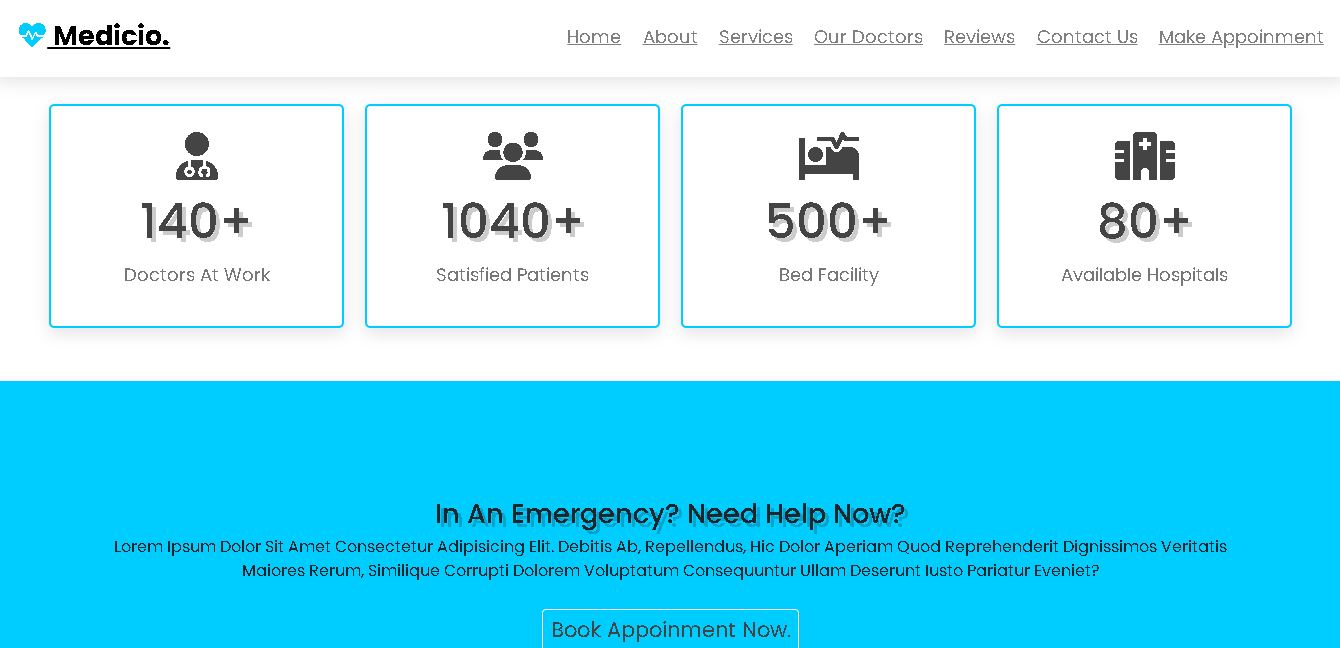 Medicio.
Home About Services Our Doctors Reviews Contact Us Make Appoinment
140+
Doctors At Work
1040+
Satisfied Patients
500+
Bed Facility
80+
Available Hospitals
In An Emergency? Need Help Now?
Lorem Ipsum Dolor Sit Amet Consectetur Adipisicing Elit. Debitis Ab, Repellendus, Hic Dolor Aperiam Quod Reprehenderit Dignissimos Veritatis
Maiores Rerum, Similique Corrupti Dolorem Voluptatum Consequuntur Ullam Deserunt Iusto Pariatur Eveniet?
Book Appoinment Now.